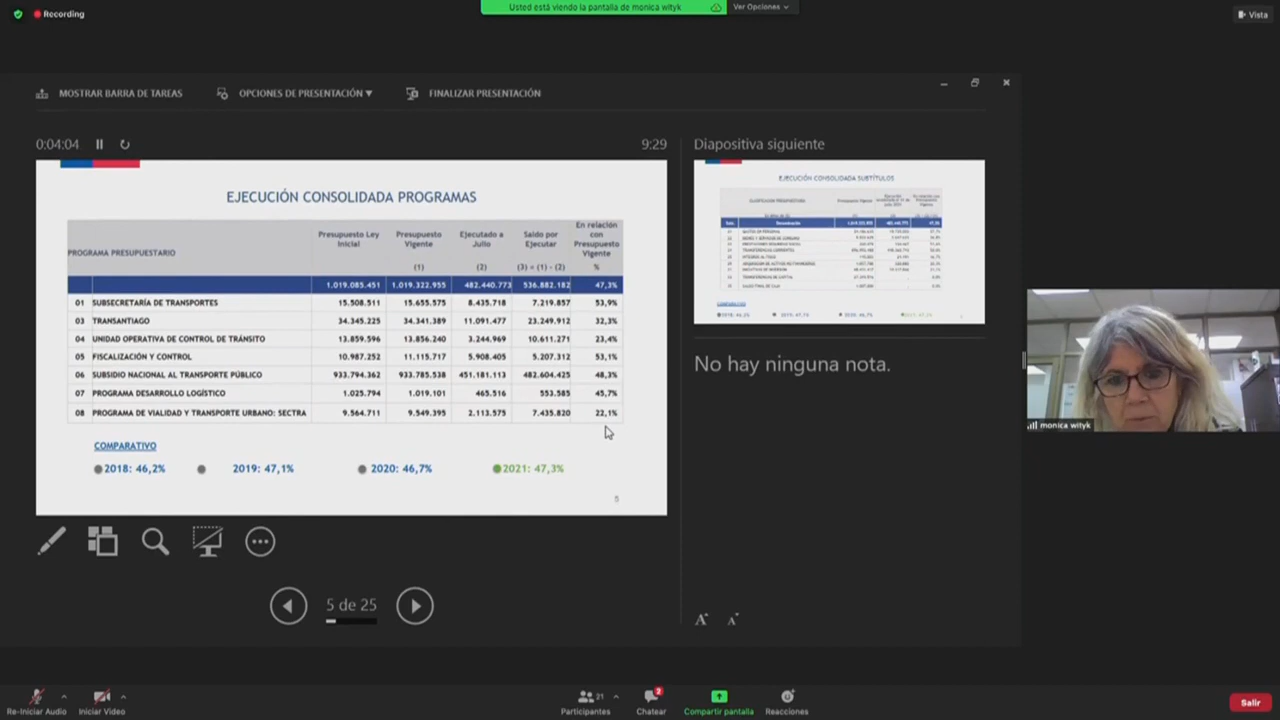 Recording
Usted está viendo la pantalla de monica wityk
Ver Opciones
Vista
MOSTRAR BARRA DE TAREAS
OPCIONES DE PRESENTACIÓN
FINALIZAR PRESENTACIÓN
0:04:04
9:29
EJECUCIÓN CONSOLIDADA PROGRAMAS
PROGRAMA PRESUPUESTARIO
Presupuesto Ley Inicial
Presupuesto Vigente
Ejecutado a Julio
Saldo por Ejecutar
En relación con Presupuesto Vigente
(1) (2) (3) = (1) - (2) %
1.019.085.451 1.019.322.955 482.440.773 536.882.182 47,3%
01 SUBSECRETARÍA DE TRANSPORTES 15.508.511 15.655.575 8.435.718 7.219.857 53,9%
03 TRANSANTIAGO 34.345.225 34.341.389 11.091.477 23.249.912 32,3%
04 UNIDAD OPERATIVA DE CONTROL DE TRÁNSITO 13.859.596 13.856.240 3.244.969 10.611.271 23,4%
05 FISCALIZACIÓN Y CONTROL 10.987.252 11.115.717 5.908.405 5.207.312 53,1%
06 SUBSIDIO NACIONAL AL TRANSPORTE PÚBLICO 933.794.362 933.785.538 451.181.113 482.604.425 48,3%
07 PROGRAMA DESARROLLO LOGÍSTICO 1.025.794 1.019.101 465.516 553.585 45,7%
08 PROGRAMA DE VIALIDAD Y TRANSPORTE URBANO: SECTRA 9.564.711 9.549.395 2.113.575 7.435.820 22,1%
COMPARATIVO
2018: 46,2% 2019: 47,1% 2020: 46,7% 2021: 47,3%
5
5 de 25
Diapositiva siguiente
EJECUCIÓN CONSOLIDADA SUBTÍTULOS
No hay ninguna nota.
monica wityk
Re-Iniciar Audio
Iniciar Video
21
Participantes
2
Chatear
Compartir pantalla
Reacciones
Salir